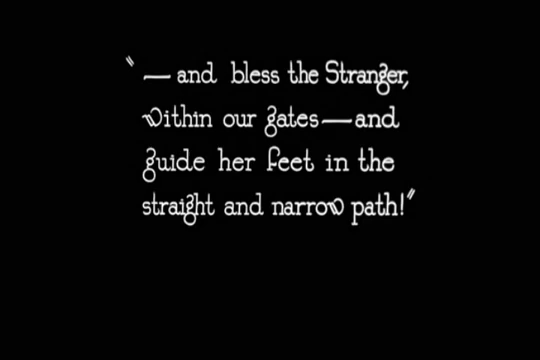 "—and bless the Stranger,
within our gates—and
guide her feet in the
straight and narrow path!"